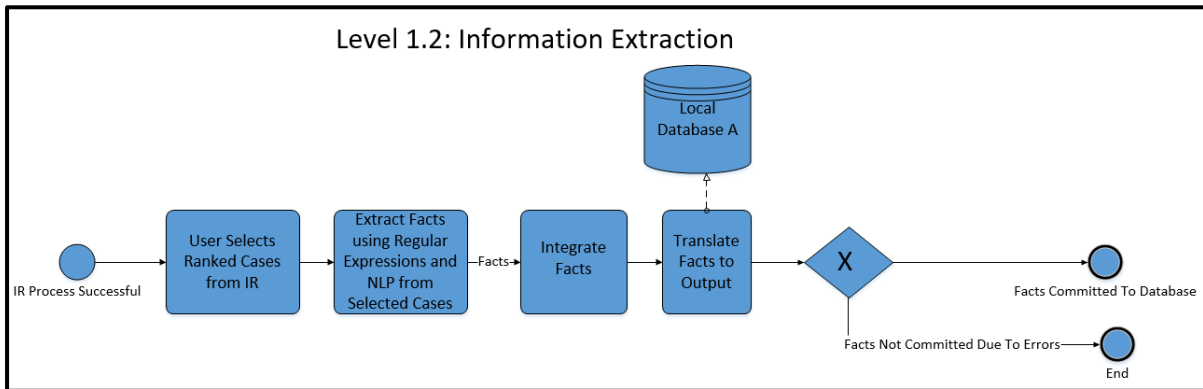 Level 1.2: Information Extraction
Local
Database A
IR Process Successful
User Selects
Ranked Cases
from IR
Extract Facts
using Regular
Expressions and
NLP from
Selected Cases
Facts
Integrate
Facts
Translate
Facts to
Output
X
Facts Committed To Database
Facts Not Committed Due To Errors
End